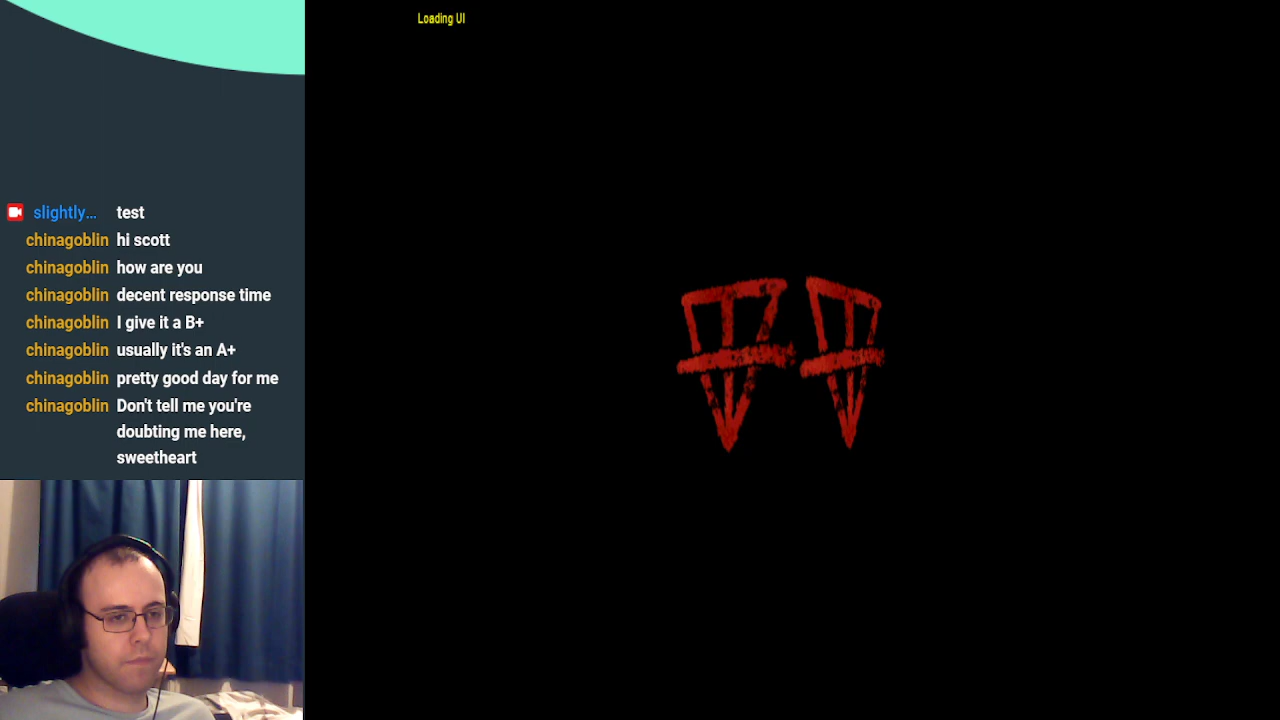 Loading UI
slightly... test
chinagoblin hi scott
chinagoblin how are you
chinagoblin decent response time
chinagoblin I give it a B+
chinagoblin usually it's an A+
chinagoblin pretty good day for me
chinagoblin Don't tell me you're
doubting me here,
sweetheart